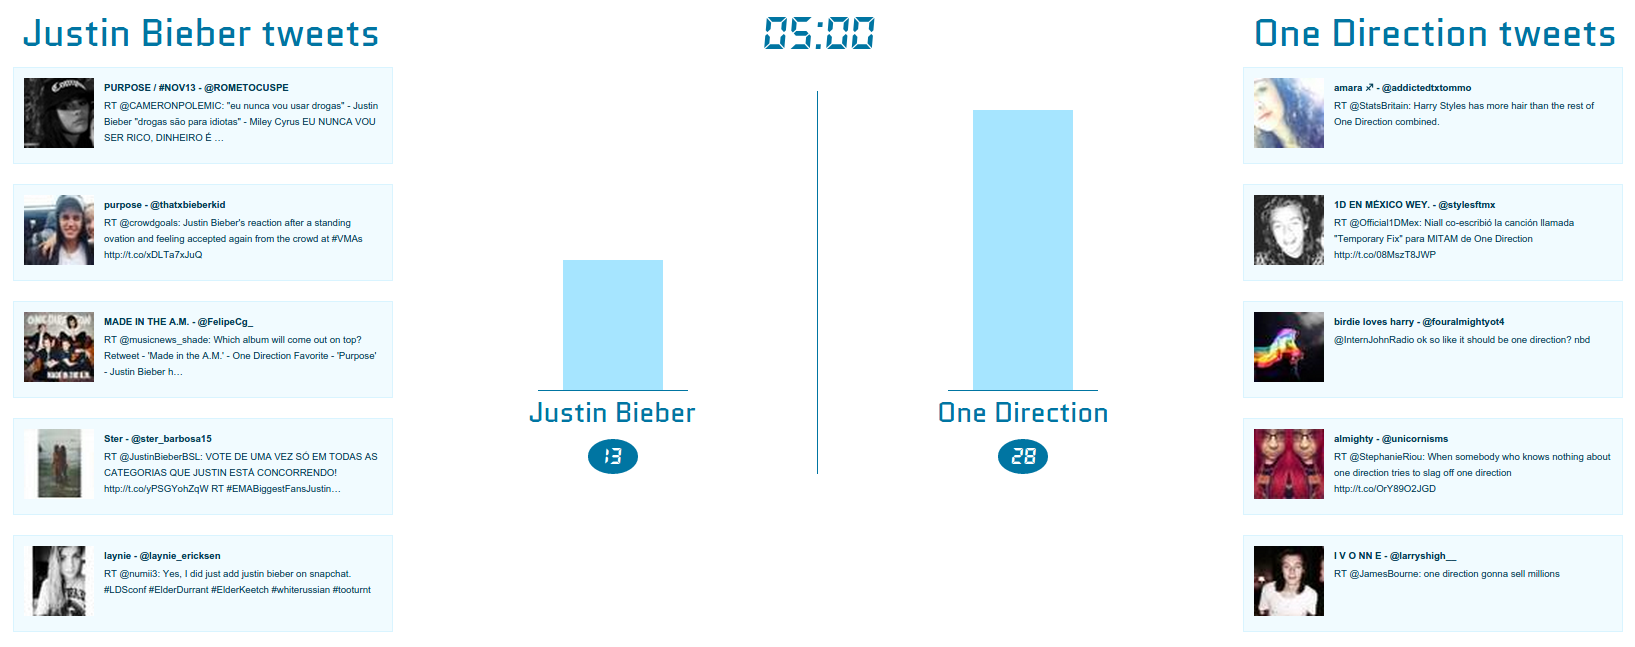 Justin Bieber tweets
PURPOSE / #NOV13 - @ROMETOCUSPE
RT @CAMERONPOLEMIC: "eu nunca vou usar drogas" - Justin
Bieber "drogas são para idiotas" - Miley Cyrus EU NUNCA VOU
SER RICO, DINHEIRO É …
purpose - @thatxbieberkid
RT @crowdgoals: Justin Bieber's reaction after a standing
ovation and feeling accepted again from the crowd at #VMAs
http://t.co/xDLTa7xJuQ
MADE IN THE A.M. - @FelipeCg_
RT @musicnews_shade: Which album will come out on top?
Retweet - 'Made in the A.M.' - One Direction Favorite - 'Purpose'
- Justin Bieber h…
Ster - @ster_barbosa15
RT @JustinBieberBSL: VOTE DE UMA VEZ SÓ EM TODAS AS
CATEGORIAS QUE JUSTIN ESTÁ CONCORRENDO!
http://t.co/yPSGYohZqW RT #EMABiggestFansJustin…
laynie - @laynie_ericksen
RT @numii3: Yes, I did just add justin bieber on snapchat.
#LDSconf #ElderDurrant #ElderKeetch #whiterussian #tooturnt
05:00
Justin Bieber
13
One Direction
28
One Direction tweets
amara ♐ - @addictedtxtommo
RT @StatsBritain: Harry Styles has more hair than the rest of
One Direction combined.
1D EN MÉXICO WEY. - @stylesftmx
RT @Official1DMex: Niall co-escribió la canción llamada
"Temporary Fix" para MITAM de One Direction
http://t.co/08MszT8JWP
birdie loves harry - @fouralmightyot4
@InternJohnRadio ok so like it should be one direction? nbd
almighty - @unicornisms
RT @StephanieRiou: When somebody who knows nothing about
one direction tries to slag off one direction
http://t.co/OrY89O2JGD
I V O NN E - @larryshigh__
RT @JamesBourne: one direction gonna sell millions